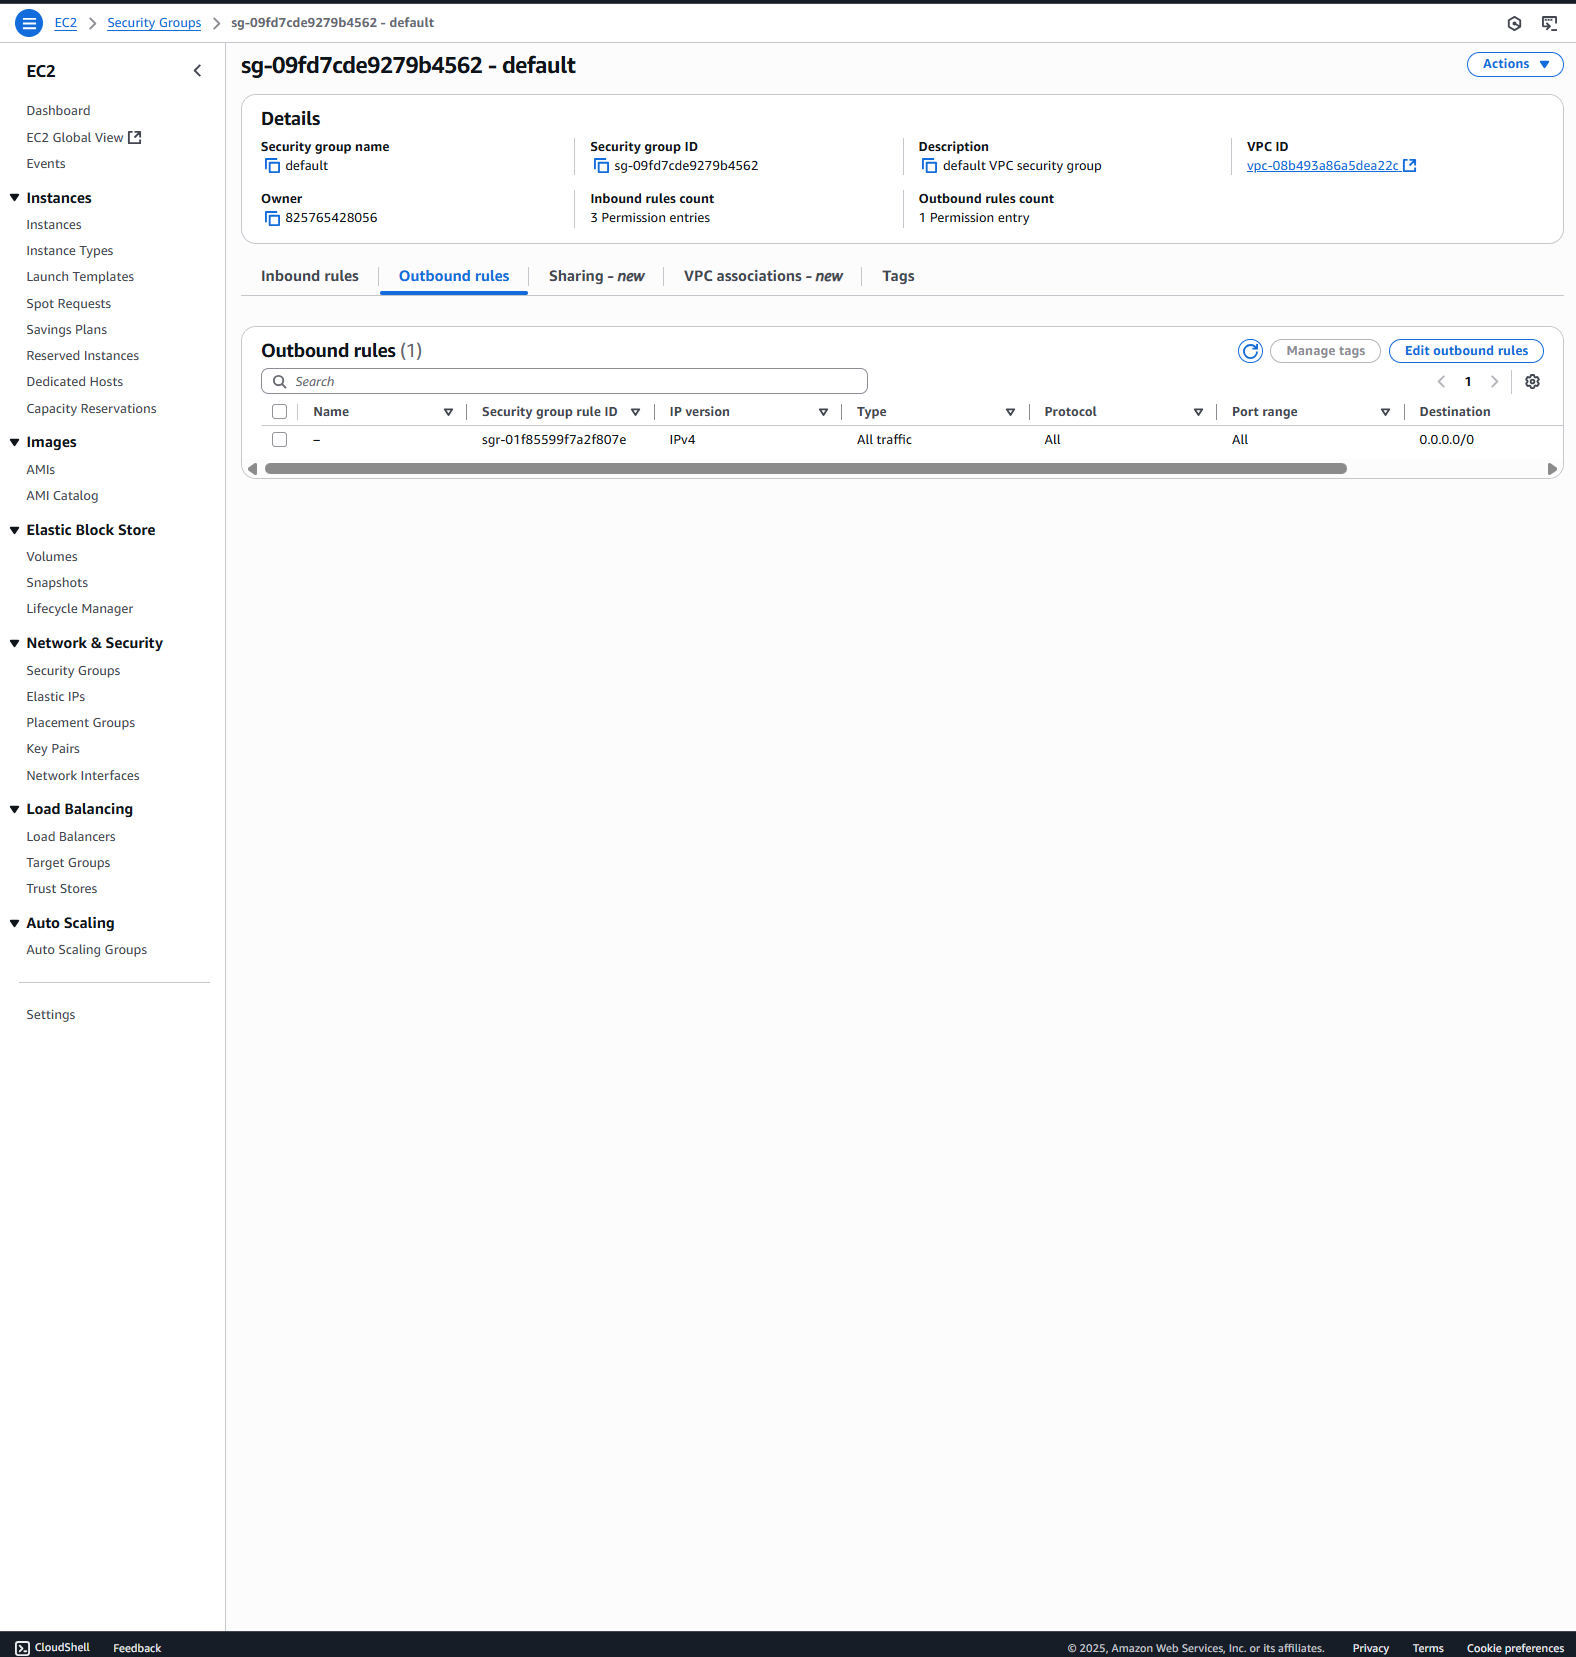 EC2 > Security Groups > sg-09fd7cde9279b4562 - default
EC2
Dashboard
EC2 Global View
Events
Instances
Instances
Instance Types
Launch Templates
Spot Requests
Savings Plans
Reserved Instances
Dedicated Hosts
Capacity Reservations
Images
AMIs
AMI Catalog
Elastic Block Store
Volumes
Snapshots
Lifecycle Manager
Network & Security
Security Groups
Elastic IPs
Placement Groups
Key Pairs
Network Interfaces
Load Balancing
Load Balancers
Target Groups
Trust Stores
Auto Scaling
Auto Scaling Groups
Settings
sg-09fd7cde9279b4562 - default
Actions
Details
Security group name
default
Security group ID
sg-09fd7cde9279b4562
Description
default VPC security group
VPC ID
vpc-08b493a86a5dea22c
Owner
825765428056
Inbound rules count
3 Permission entries
Outbound rules count
1 Permission entry
Inbound rules
Outbound rules
Sharing - new
VPC associations - new
Tags
Outbound rules (1)
Manage tags
Edit outbound rules
Search
1
Name Security group rule ID IP version Type Protocol Port range Destination
– sgr-01f85599f7a2f807e IPv4 All traffic All All 0.0.0.0/0
CloudShell Feedback © 2025, Amazon Web Services, Inc. or its affiliates. Privacy Terms Cookie preferences